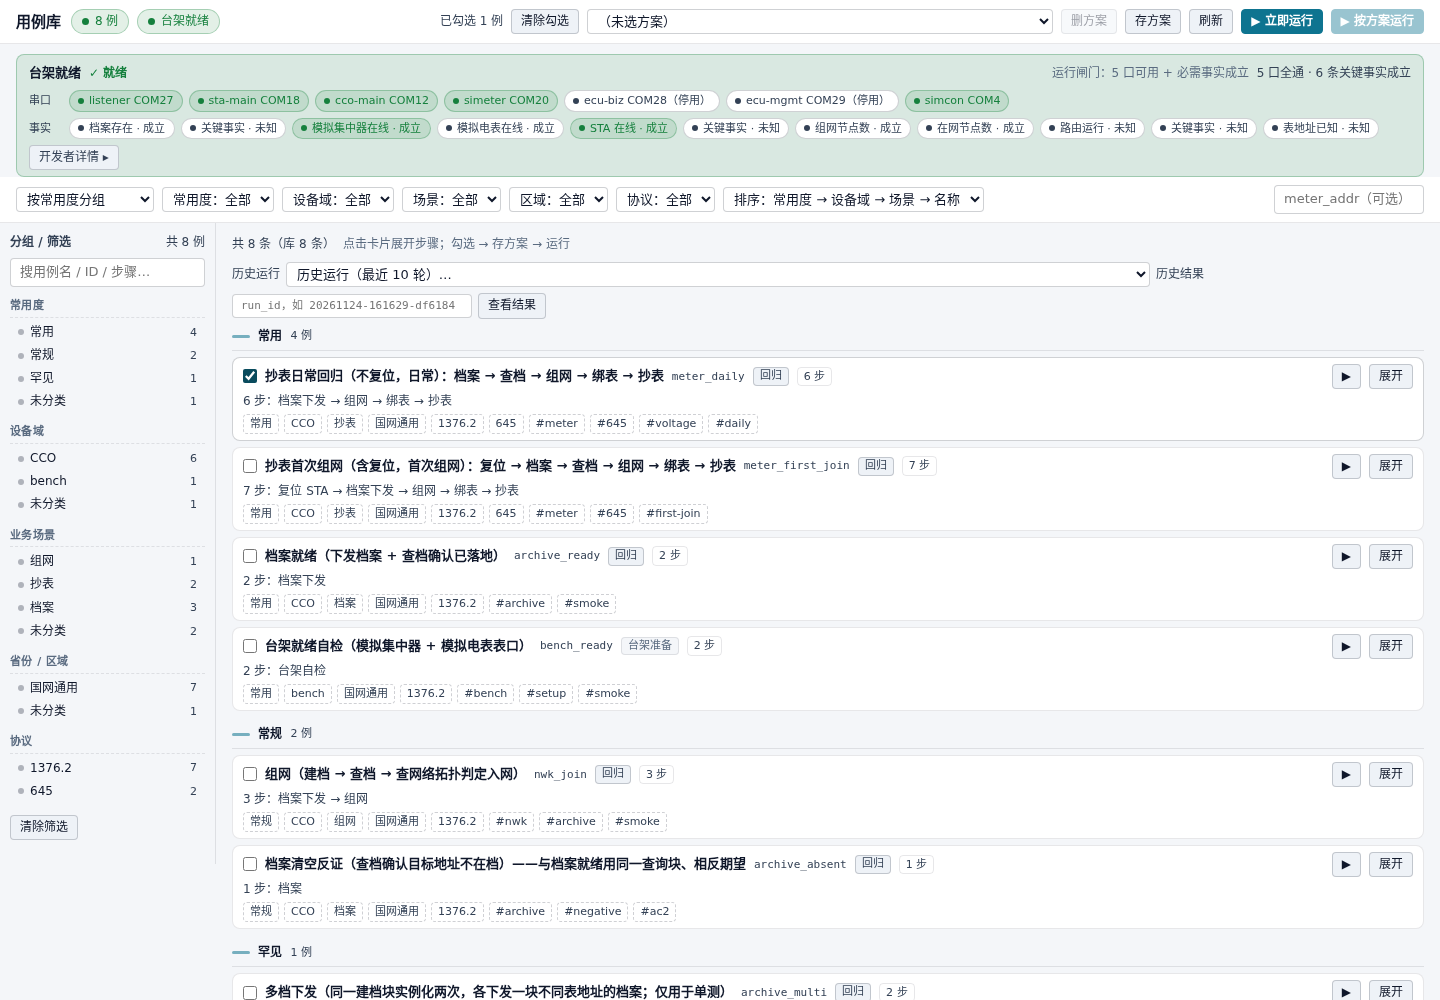 用例库 8 例 台架就绪 已勾选 1 例 清除勾选 （未选方案） 删方案 存方案 刷新 ▶ 立即运行 ▶ 按方案运行
台架就绪 ✓ 就绪 运行闸门：5 口可用 + 必需事实成立 5 口全通 · 6 条关键事实成立
串口 listener COM27 sta-main COM18 cco-main COM12 simeter COM20 ecu-biz COM28（停用） ecu-mgmt COM29（停用） simcon COM4
事实 档案存在 · 成立 关键事实 · 未知 模拟集中器在线 · 成立 模拟电表在线 · 成立 STA 在线 · 成立 关键事实 · 未知 组网节点数 · 成立 在网节点数 · 成立 路由运行 · 未知 关键事实 · 未知 表地址已知 · 未知
开发者详情 ▸
按常用度分组 常用度：全部 设备域：全部 场景：全部 区域：全部 协议：全部 排序：常用度 → 设备域 → 场景 → 名称 meter_addr（可选）
分组 / 筛选 共 8 例
搜用例名 / ID / 步骤…
常用度
常用 4
常规 2
罕见 1
未分类 1
设备域
CCO 6
bench 1
未分类 1
业务场景
组网 1
抄表 2
档案 3
未分类 2
省份 / 区域
国网通用 7
未分类 1
协议
1376.2 7
645 2
清除筛选
共 8 条（库 8 条） 点击卡片展开步骤；勾选 → 存方案 → 运行
历史运行 历史运行（最近 10 轮）… 历史结果
run_id，如 20261124-161629-df6184 查看结果
常用 4 例
抄表日常回归（不复位，日常）：档案 → 查档 → 组网 → 绑表 → 抄表 meter_daily 回归 6 步 ▶ 展开
6 步：档案下发 → 组网 → 绑表 → 抄表
常用 CCO 抄表 国网通用 1376.2 645 #meter #645 #voltage #daily
抄表首次组网（含复位，首次组网）：复位 → 档案 → 查档 → 组网 → 绑表 → 抄表 meter_first_join 回归 7 步 ▶ 展开
7 步：复位 STA → 档案下发 → 组网 → 绑表 → 抄表
常用 CCO 抄表 国网通用 1376.2 645 #meter #645 #first-join
档案就绪（下发档案 + 查档确认已落地） archive_ready 回归 2 步 ▶ 展开
2 步：档案下发
常用 CCO 档案 国网通用 1376.2 #archive #smoke
台架就绪自检（模拟集中器 + 模拟电表表口） bench_ready 台架准备 2 步 ▶ 展开
2 步：台架自检
常用 bench 国网通用 1376.2 #bench #setup #smoke
常规 2 例
组网（建档 → 查档 → 查网络拓扑判定入网） nwk_join 回归 3 步 ▶ 展开
3 步：档案下发 → 组网
常规 CCO 组网 国网通用 1376.2 #nwk #archive #smoke
档案清空反证（查档确认目标地址不在档）——与档案就绪用同一查询块、相反期望 archive_absent 回归 1 步 ▶ 展开
1 步：档案
常规 CCO 档案 国网通用 1376.2 #archive #negative #ac2
罕见 1 例
多档下发（同一建档块实例化两次，各下发一块不同表地址的档案；仅用于单测） archive_multi 回归 2 步 ▶ 展开